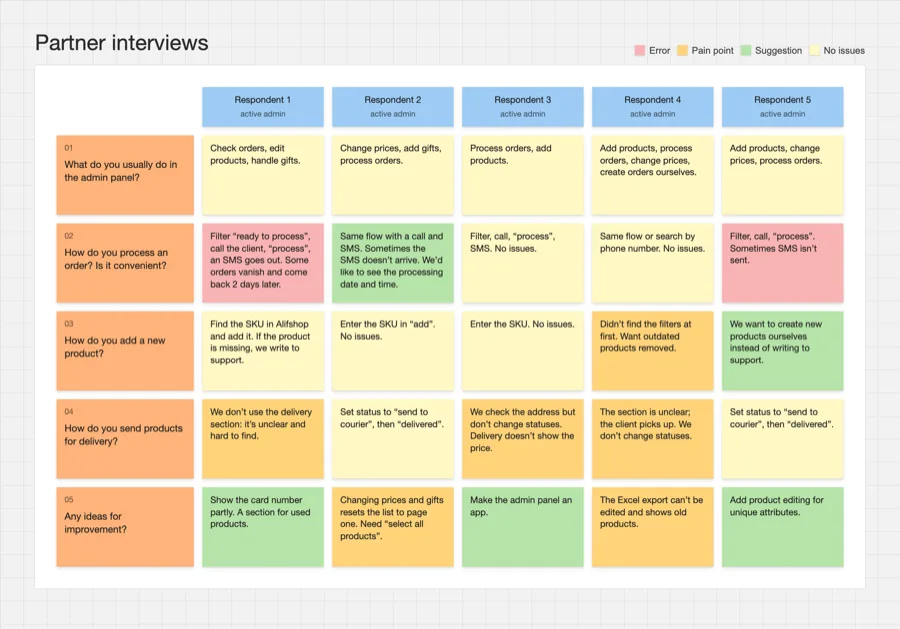 Partner interviews
Error
Pain point
Suggestion
No issues
Respondent 1
active admin
Respondent 2
active admin
Respondent 3
active admin
Respondent 4
active admin
Respondent 5
active admin
01
What do you usually do in
the admin panel?
Check orders, edit
products, handle gifts.
Change prices, add gifts,
process orders.
Process orders, add
products.
Add products, process
orders, change prices,
create orders ourselves.
Add products, change
prices, process orders.
02
How do you process an
order? Is it convenient?
Filter “ready to process”,
call the client, “process”,
an SMS goes out. Some
orders vanish and come
back 2 days later.
Same flow with a call and
SMS. Sometimes the
SMS doesn’t arrive. We’d
like to see the processing
date and time.
Filter, call, “process”,
SMS. No issues.
Same flow or search by
phone number. No issues.
Filter, call, “process”.
Sometimes SMS isn’t
sent.
03
How do you add a new
product?
Find the SKU in Alifshop
and add it. If the product
is missing, we write to
support.
Enter the SKU in “add”.
No issues.
Enter the SKU. No issues.
Didn’t find the filters at
first. Want outdated
products removed.
We want to create new
products ourselves
instead of writing to
support.
04
How do you send products
for delivery?
We don’t use the delivery
section: it’s unclear and
hard to find.
Set status to “send to
courier”, then “delivered”.
We check the address but
don’t change statuses.
Delivery doesn’t show the
price.
The section is unclear;
the client picks up. We
don’t change statuses.
Set status to “send to
courier”, then “delivered”.
05
Any ideas for
improvement?
Show the card number
partly. A section for used
products.
Changing prices and gifts
resets the list to page
one. Need “select all
products”.
Make the admin panel an
app.
The Excel export can’t be
edited and shows old
products.
Add product editing for
unique attributes.